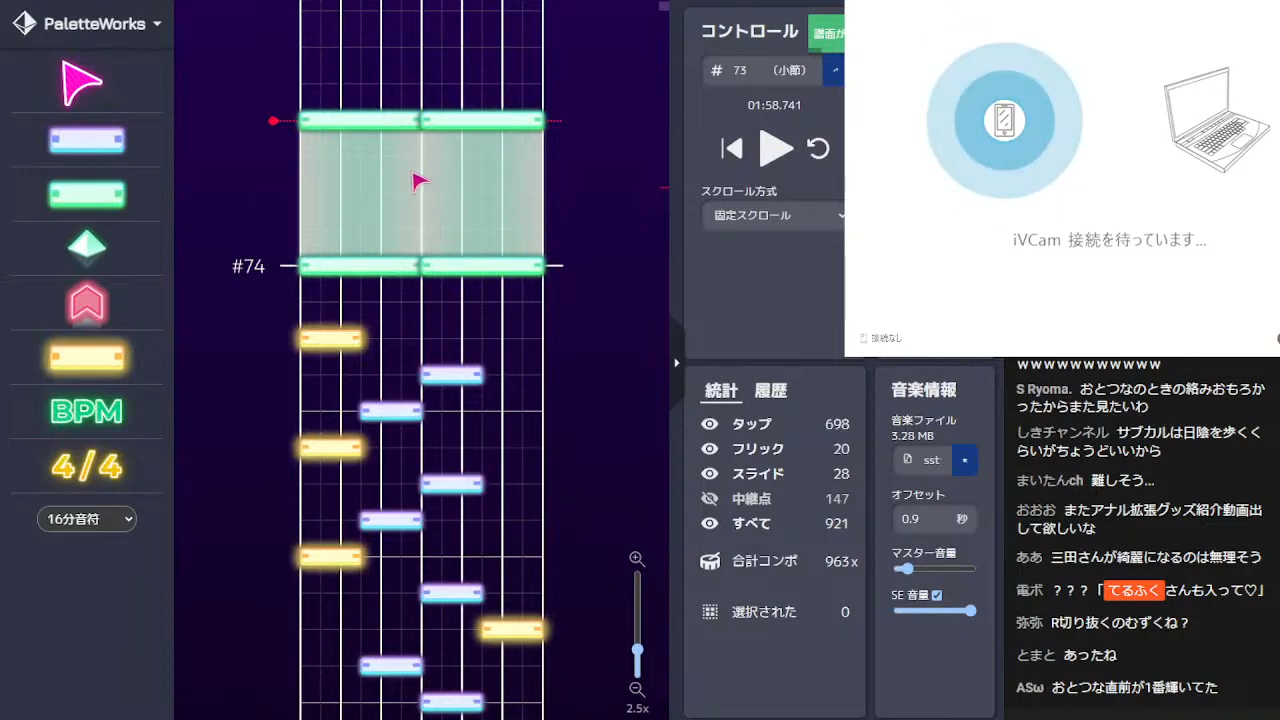 PaletteWorks
BPM
4/4
16分音符
#74
2.5x
コントロール
譜面が
# 73 （小節）
01:58.741
スクロール方式
固定スクロール
iVCam 接続を待っています...
接続なし
統計 履歴
タップ 698
フリック 20
スライド 28
中継点 147
すべて 921
合計コンボ 963x
選択された 0
音楽情報
音楽ファイル
3.28 MB
sst
オフセット
0.9 秒
マスター音量
SE 音量
wwwwwwwwwww
S Ryoma. おとつなのときの絡みおもろか
ったからまた見たいわ
しきチャンネル サブカルは日陰を歩くく
らいがちょうどいいから
まいたんch 難しそう...
おおお またアナル拡張グッズ紹介動画出
して欲しいな
ああ 三田さんが綺麗になるのは無理そう
電ボ ？？？「てるふくさんも入って♡」
弥弥 R切り抜くのむずくね？
とまと あったね
ASω おとつな直前が1番輝いてた